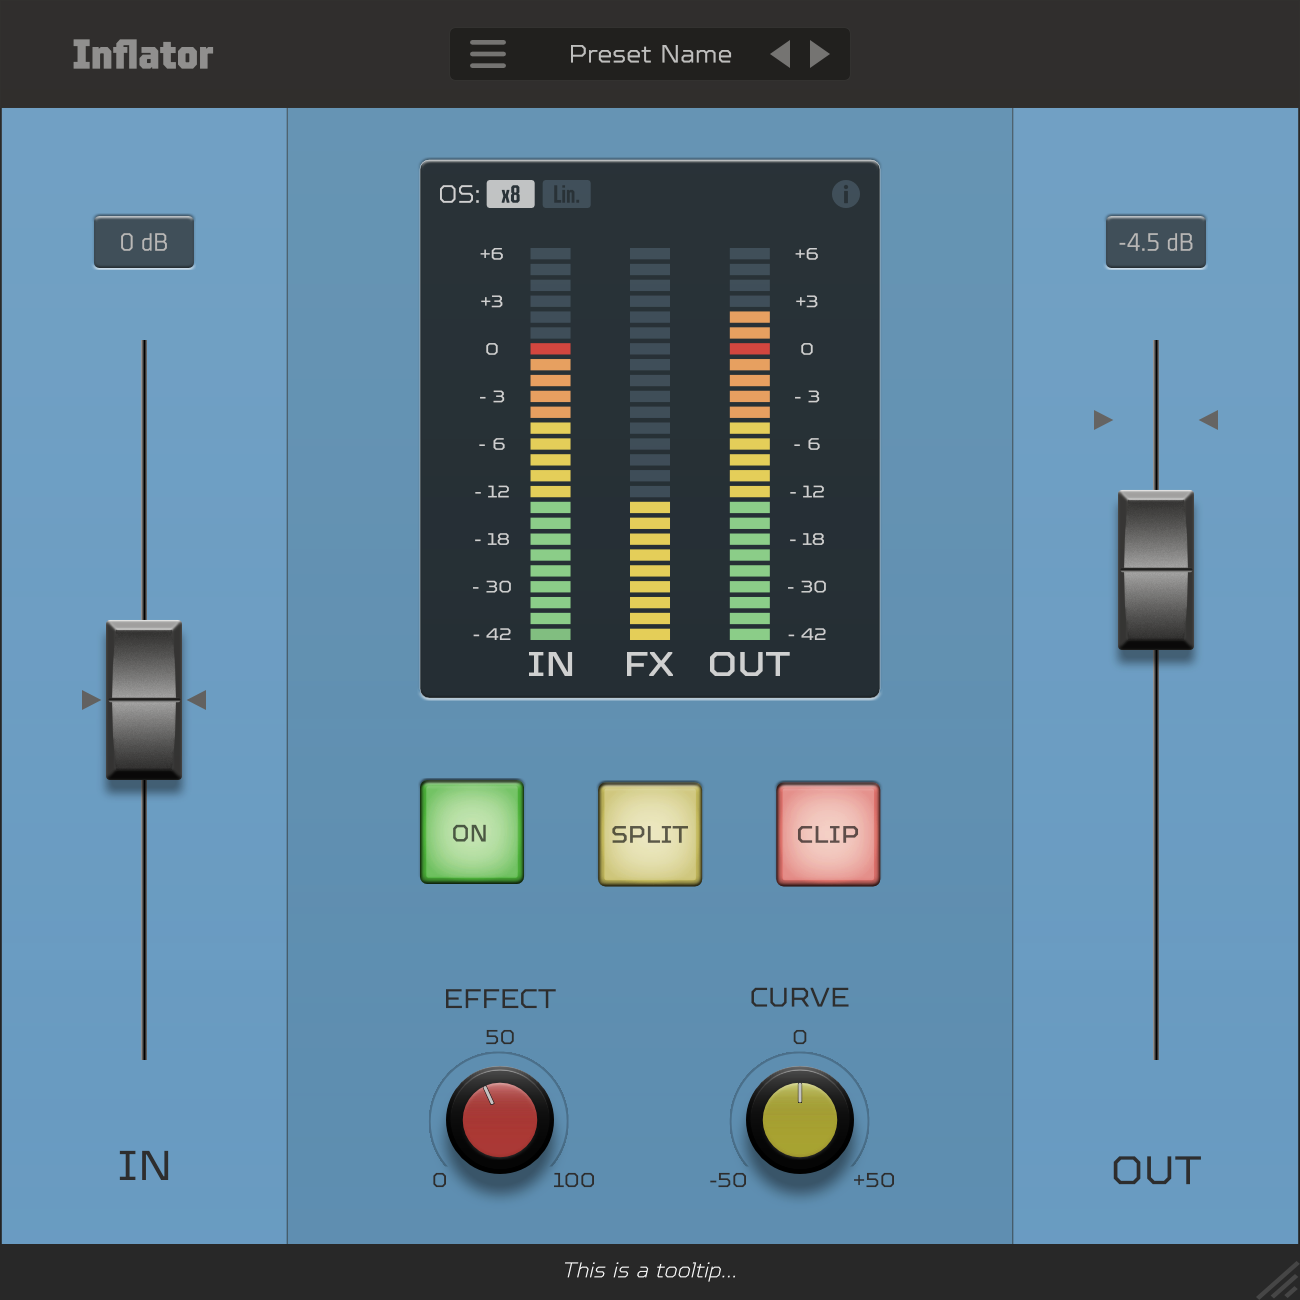 Inflator
Preset Name
OS: x8 Lin. i
0 dB
-4.5 dB
+6 +6
+3 +3
0 0
- 3 - 3
- 6 - 6
- 12 - 12
- 18 - 18
- 30 - 30
- 42 - 42
IN FX OUT
ON SPLIT CLIP
EFFECT CURVE
50 0
0 100 -50 +50
IN OUT
This is a tooltip...